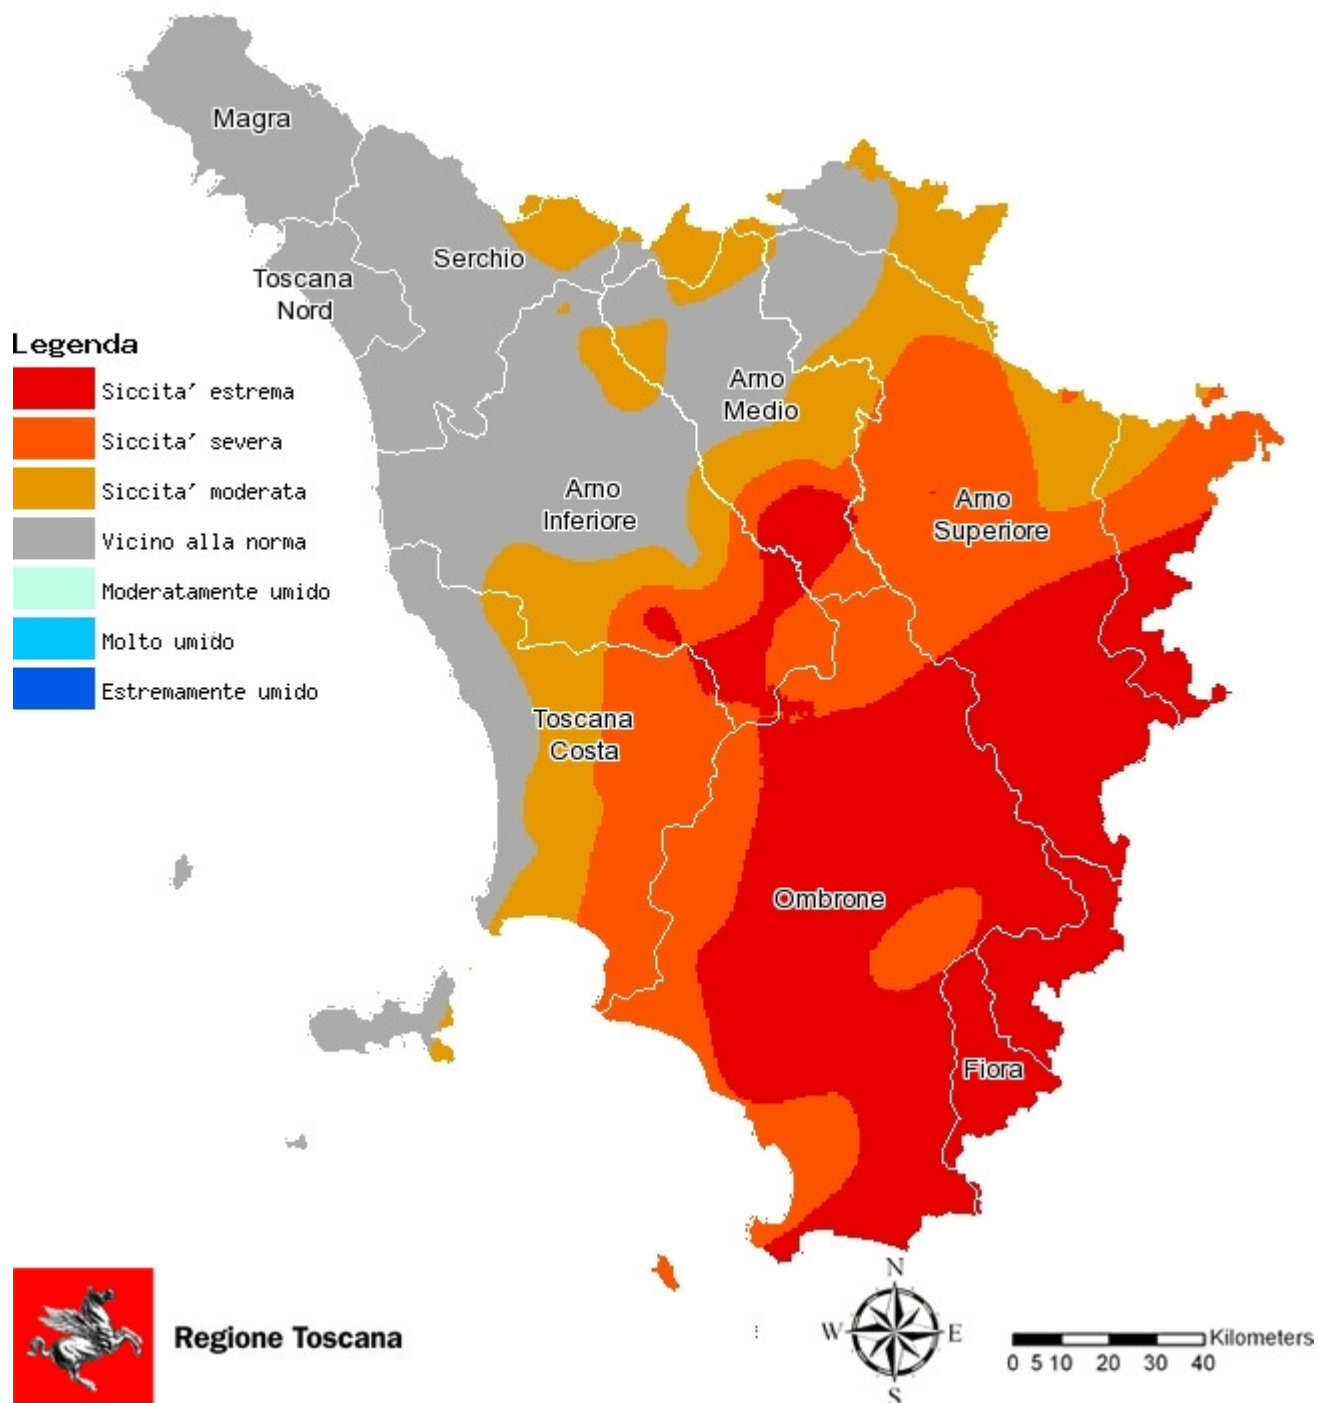 Magra
Serchio
Toscana
Nord
Legenda
Siccita' estrema
Siccita' severa
Siccita' moderata
Vicino alla norma
Moderatamente umido
Molto umido
Estremamente umido
Arno
Medio
Arno
Inferiore
Arno
Superiore
Toscana
Costa
Ombrone
Fiora
Regione Toscana
N
W
E
S
Kilometers
0 5 10 20 30 40